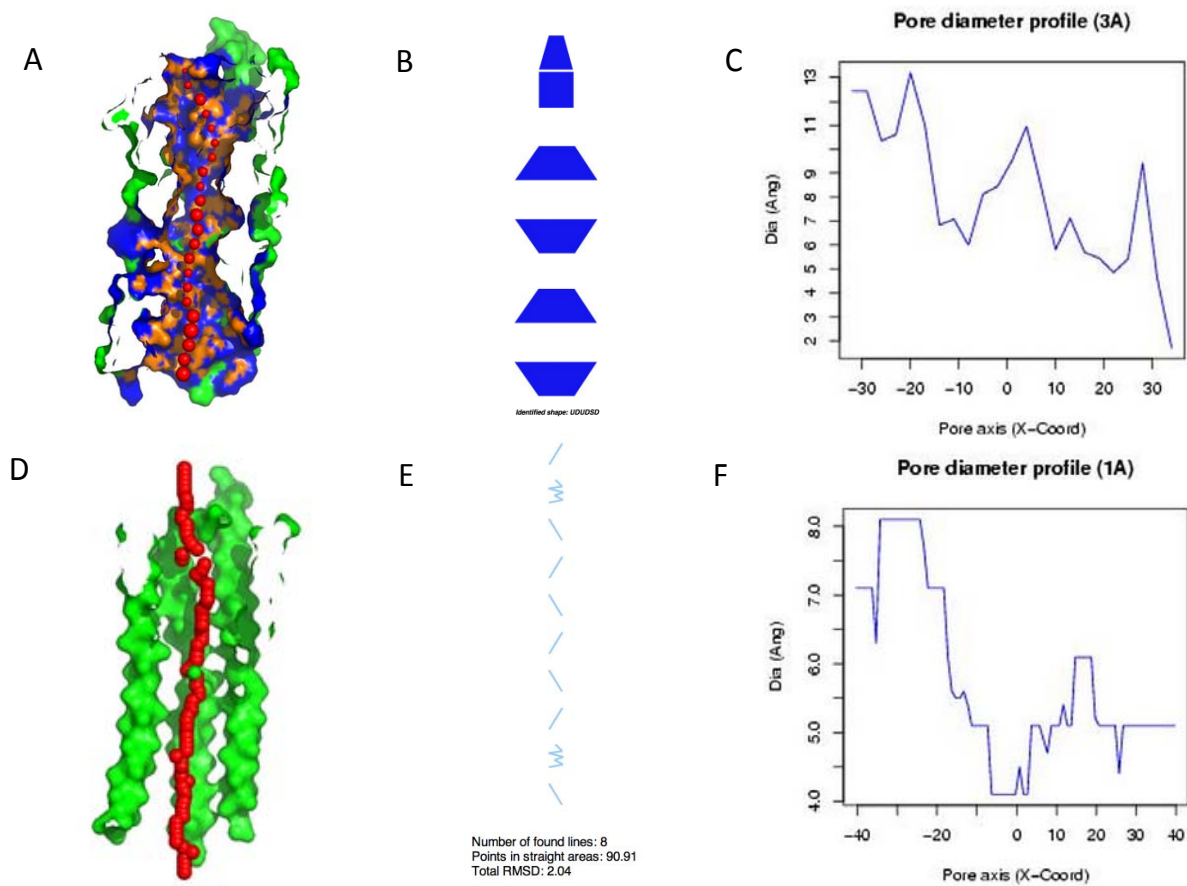 A
B
C
Pore diameter profile (3A)
13
11
9
8
7
6
5
4
3
2
Dia (Ang)
−30
−20
−10
0
10
20
30
Pore axis (X−Coord)
Identified shape: UDUDSD
D
E
F
Pore diameter profile (1A)
8.0
7.0
6.0
5.0
4.0
Dia (Ang)
−40
−20
0
10
20
30
40
Pore axis (X−Coord)
Number of found lines: 8
Points in straight areas: 90.91
Total RMSD: 2.04